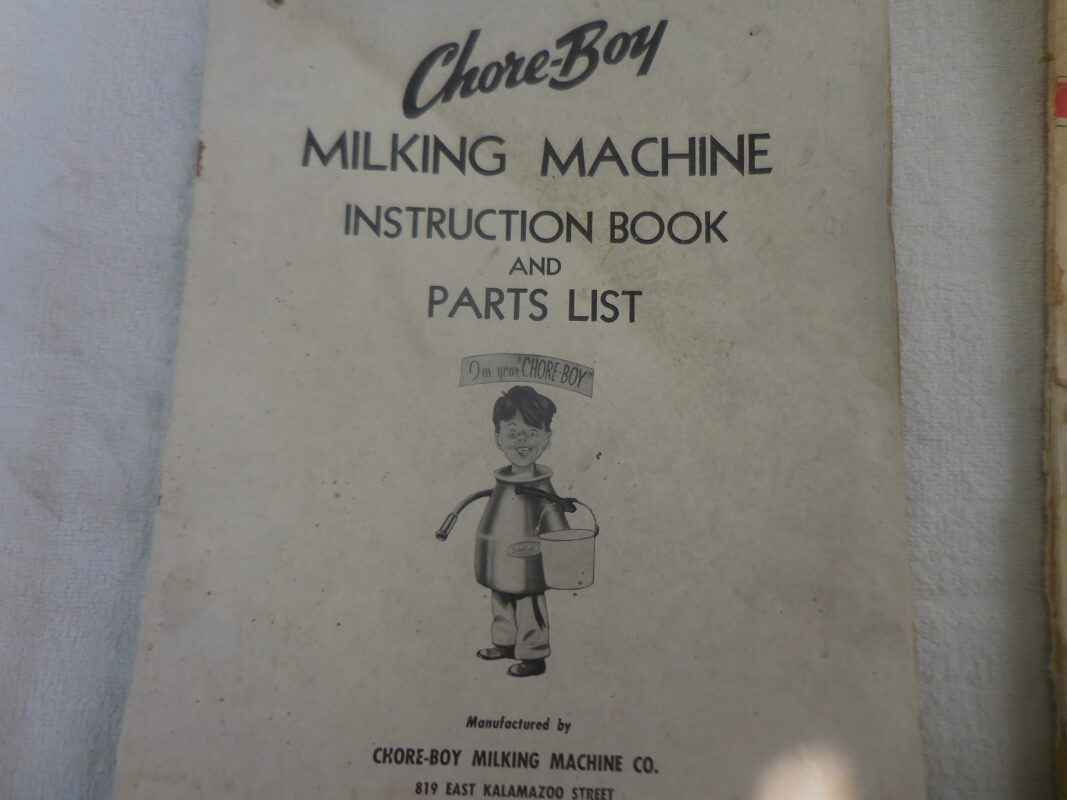 Chore-Boy
MILKING MACHINE
INSTRUCTION BOOK
AND
PARTS LIST
I'm your "CHORE-BOY"
Manufactured by
CHORE-BOY MILKING MACHINE CO.
819 EAST KALAMAZOO STREET